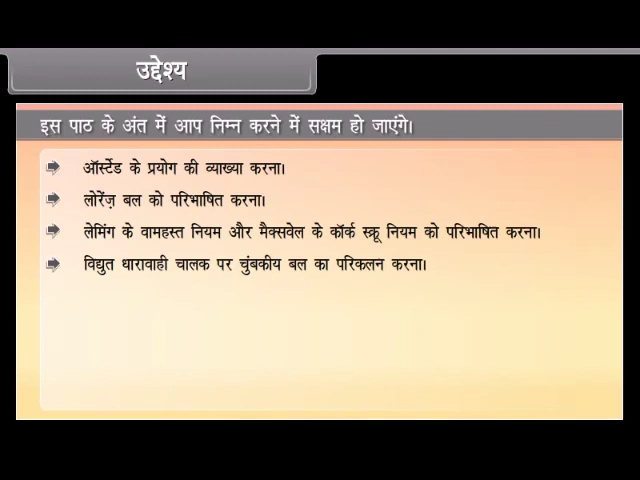 उद्देश्य
इस पाठ के अंत में आप निम्न करने में सक्षम हो जाएंगे।
ऑर्स्टेड के प्रयोग की व्याख्या करना।
लोरेंज़ बल को परिभाषित करना।
लेमिंग के वामहस्त नियम और मैक्सवेल के कॉर्क स्क्रू नियम को परिभाषित करना।
विद्युत धारावाही चालक पर चुंबकीय बल का परिकलन करना।